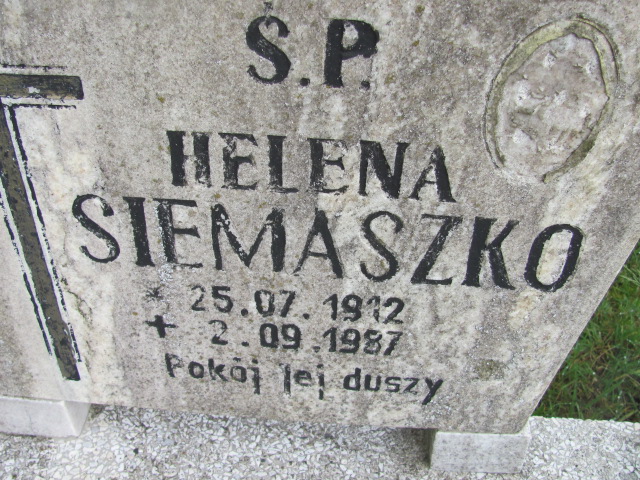 Ś.P.
HELENA
SIEMASZKO
* 25.07.1912
+ 2.09.1987
Pokój jej duszy